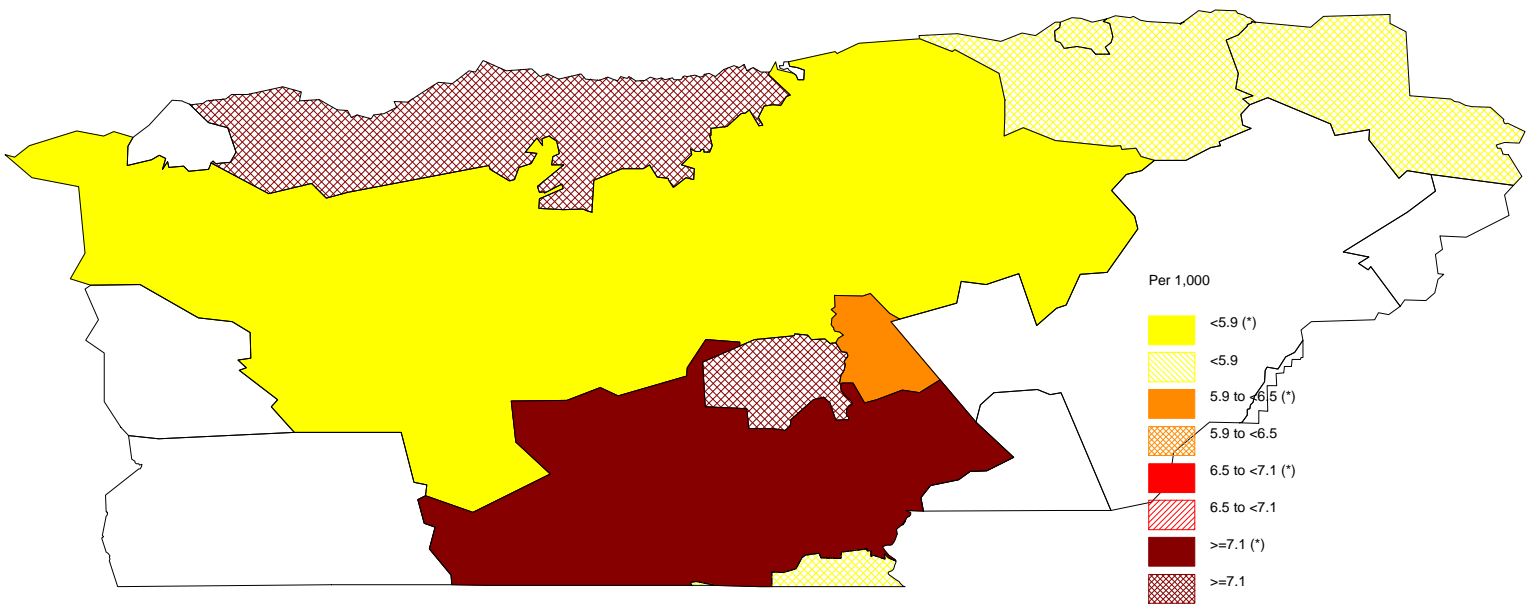 Per 1,000
<5.9 (*)
<5.9
5.9 to <6.5 (*)
5.9 to <6.5
6.5 to <7.1 (*)
6.5 to <7.1
>=7.1 (*)
>=7.1